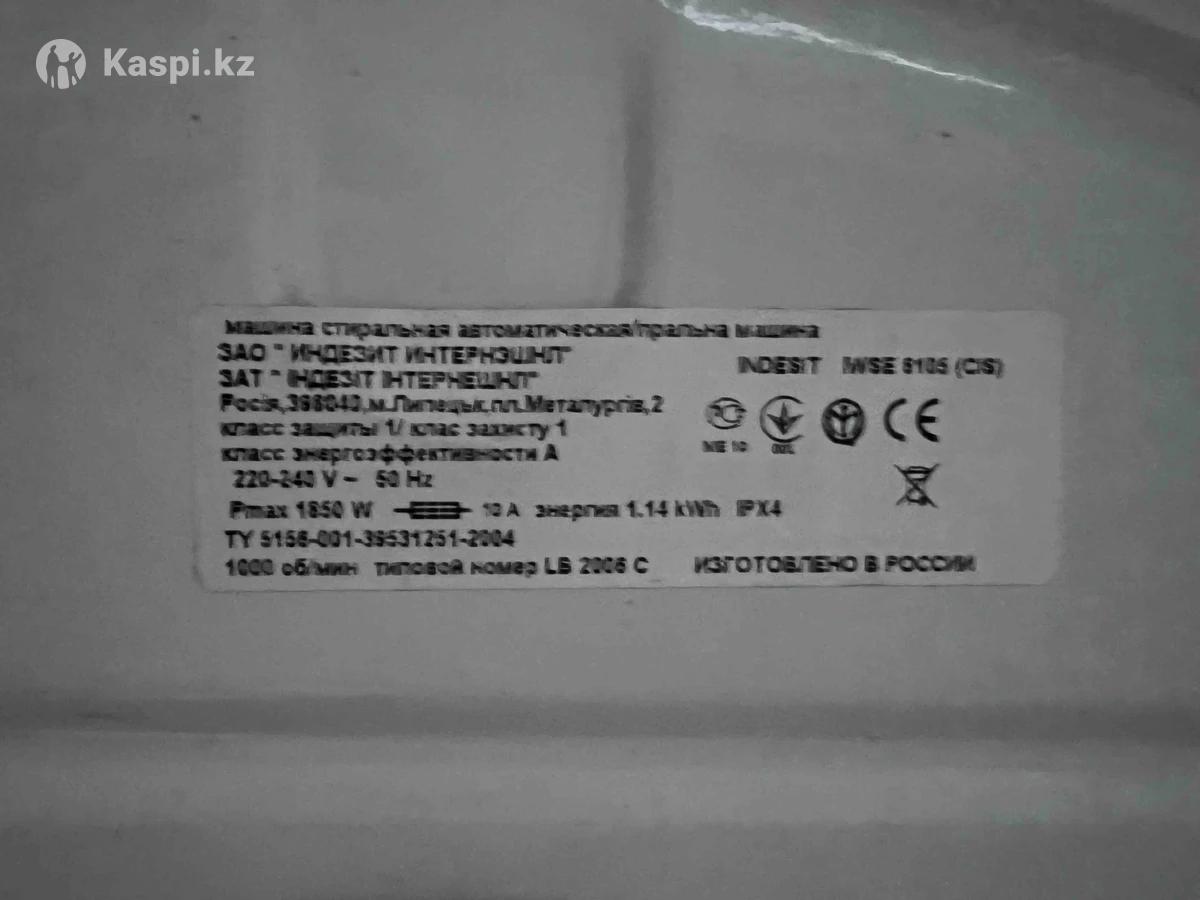 Kaspi.kz
машина стиральная автоматическая/пральна машина
ЗАО " ИНДЕЗИТ ИНТЕРНЭШНЛ"
ЗАТ " ІНДЕЗІТ ІНТЕРНЕШНЛ"
INDESIT IWSE 6105 (CIS)
Росія,398040,м.Липецьк,пл.Металургів,2
класс защиты 1/ клас захисту 1
класс энергоэффективности A
220-240 V ~ 50 Hz
CE
Pmax 1850 W 10 A энергия 1.14 kWh IPX4
ТУ 5156-001-39531251-2004
1000 об/мин типовой номер LB 2006 C ИЗГОТОВЛЕНО В РОССИИ